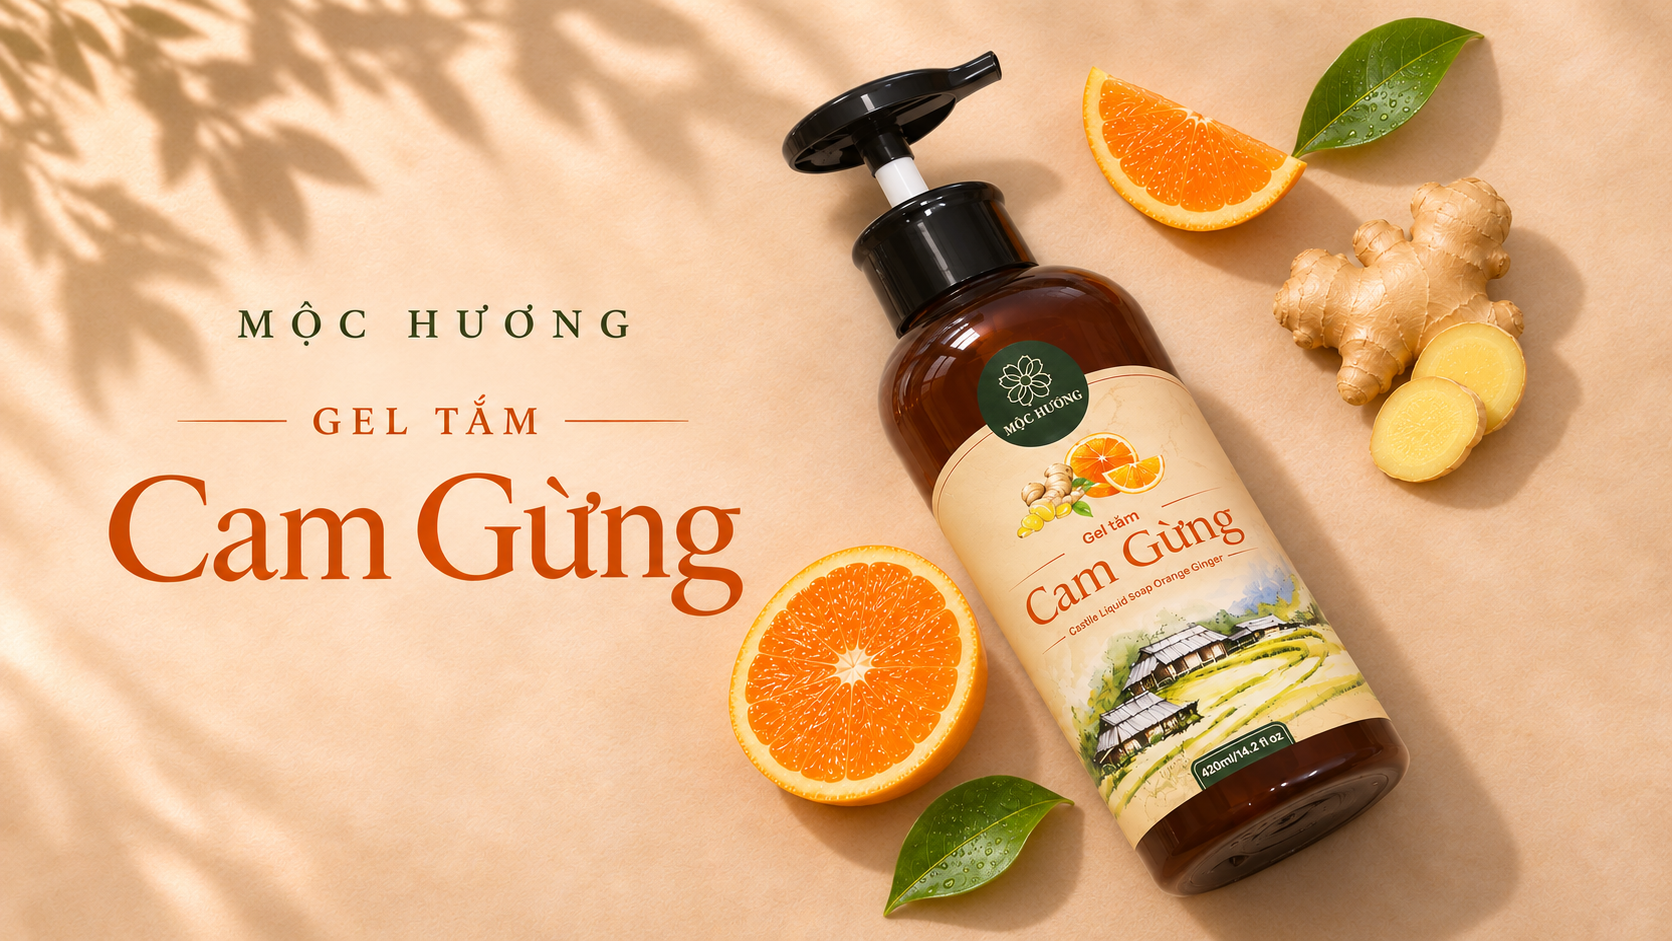 MỘC HƯƠNG
GEL TẮM
Cam Gừng
MỘC HƯƠNG
Gel tắm
Cam Gừng
Castile Liquid Soap Orange Ginger
420ml/14.2 fl oz